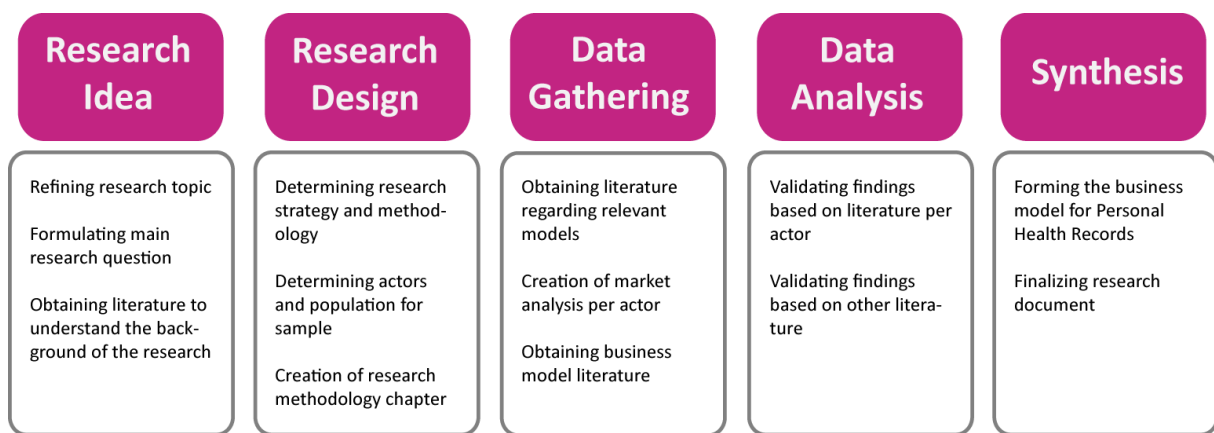 Research
Idea
Refining research topic
Formulating main
research question
Obtaining literature to
understand the back-
ground of the research
Research
Design
Determining research
strategy and method-
ology
Determining actors
and population for
sample
Creation of research
methodology chapter
Data
Gathering
Obtaining literature
regarding relevant
models
Creation of market
analysis per actor
Obtaining business
model literature
Data
Analysis
Validating findings
based on literature per
actor
Validating findings
based on other litera-
ture
Synthesis
Forming the business
model for Personal
Health Records
Finalizing research
document